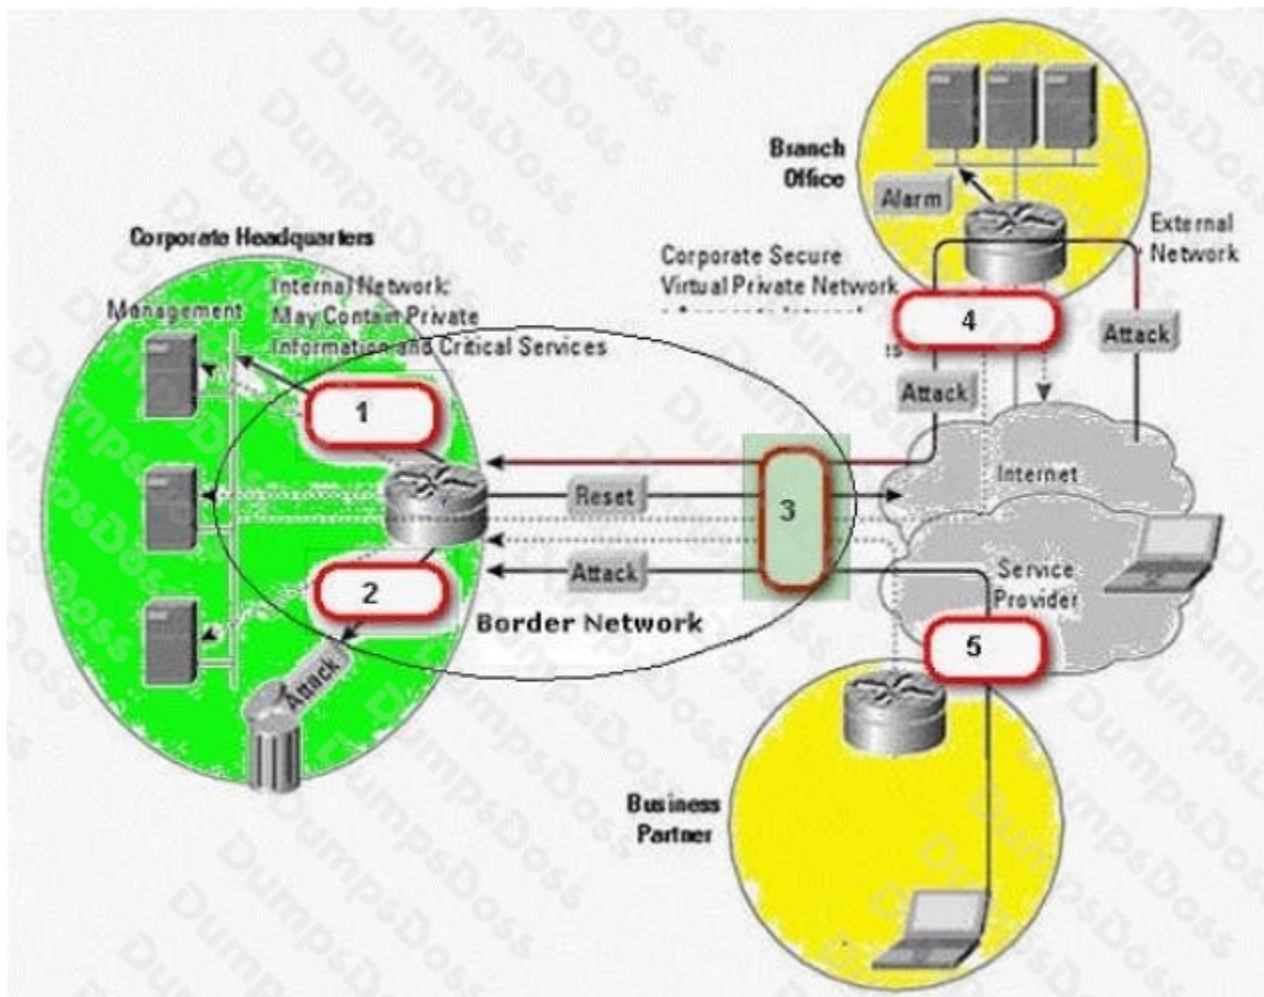 Branch
Office
Alarm
External
Network
Corporate Secure
Virtual Private Network
4
Attack
Attack
Corporate Headquarters
Internal Network:
May Contain Private
Information and Critical Services
Management
1
Reset
3
Internet
Attack
2
Border Network
Attack
Service
Provider
5
Business
Partner
DumpsDoss